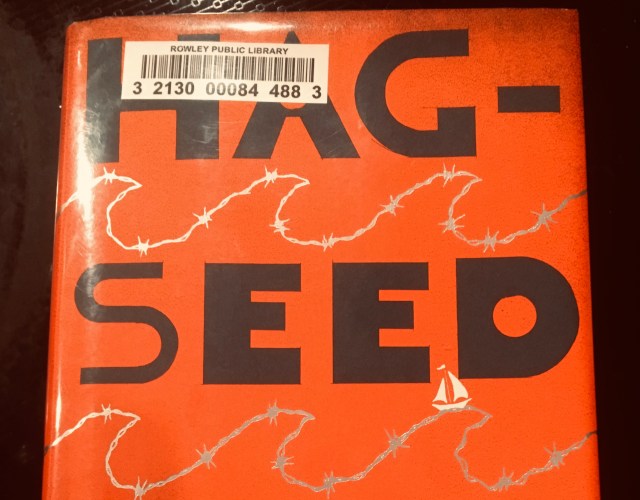 ROWLEY PUBLIC LIBRARY
3 2130 00084 488 3
HAG-
SEED